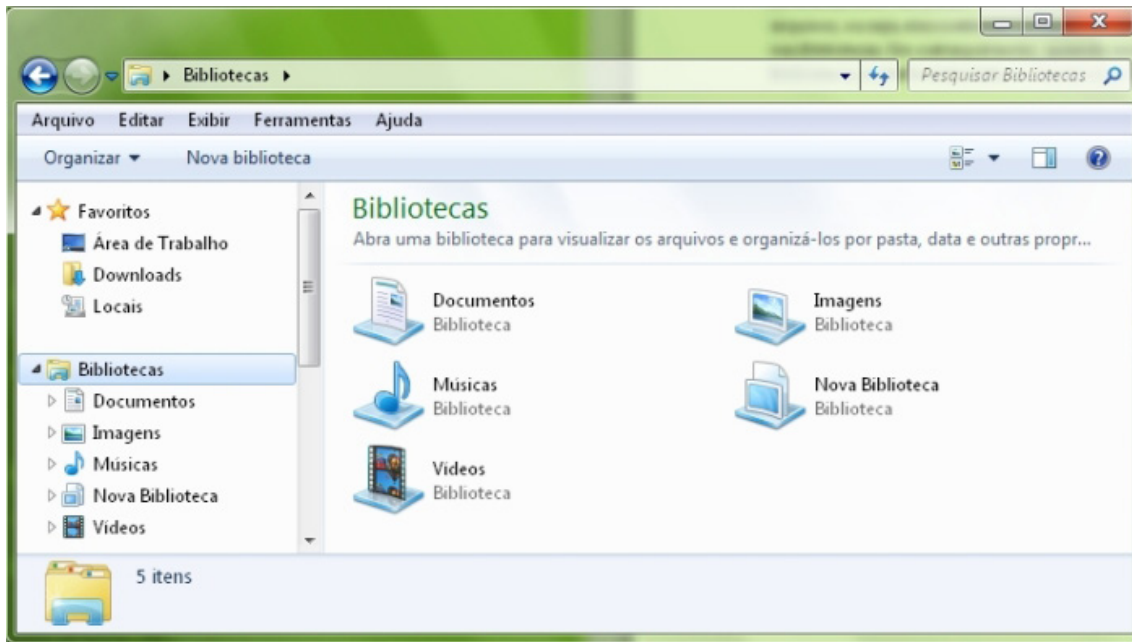 Bibliotecas
Pesquisar Bibliotecas
Arquivo Editar Exibir Ferramentas Ajuda
Organizar Nova biblioteca
Favoritos
Área de Trabalho
Downloads
Locais
Bibliotecas
Documentos
Imagens
Músicas
Nova Biblioteca
Vídeos
Bibliotecas
Abra uma biblioteca para visualizar os arquivos e organizá-los por pasta, data e outras propr...
Documentos
Biblioteca
Imagens
Biblioteca
Músicas
Biblioteca
Nova Biblioteca
Biblioteca
Vídeos
Biblioteca
5 itens